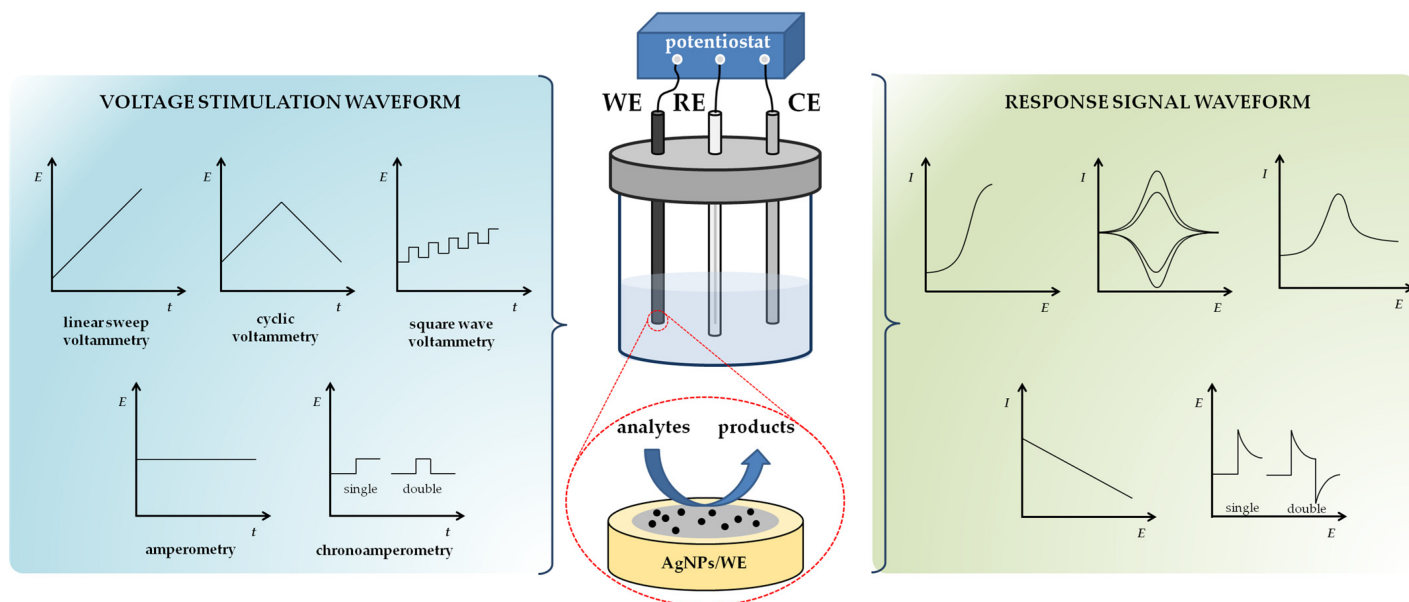 potentiostat
WE RE CE
VOLTAGE STIMULATION WAVEFORM
E
t
linear sweep
voltammetry
E
t
cyclic
voltammetry
E
t
square wave
voltammetry
E
t
amperometry
E
single double
t
chronoamperometry
analytes products
AgNPs/WE
RESPONSE SIGNAL WAVEFORM
I
E
I
E
I
E
I
E
E
single double
E